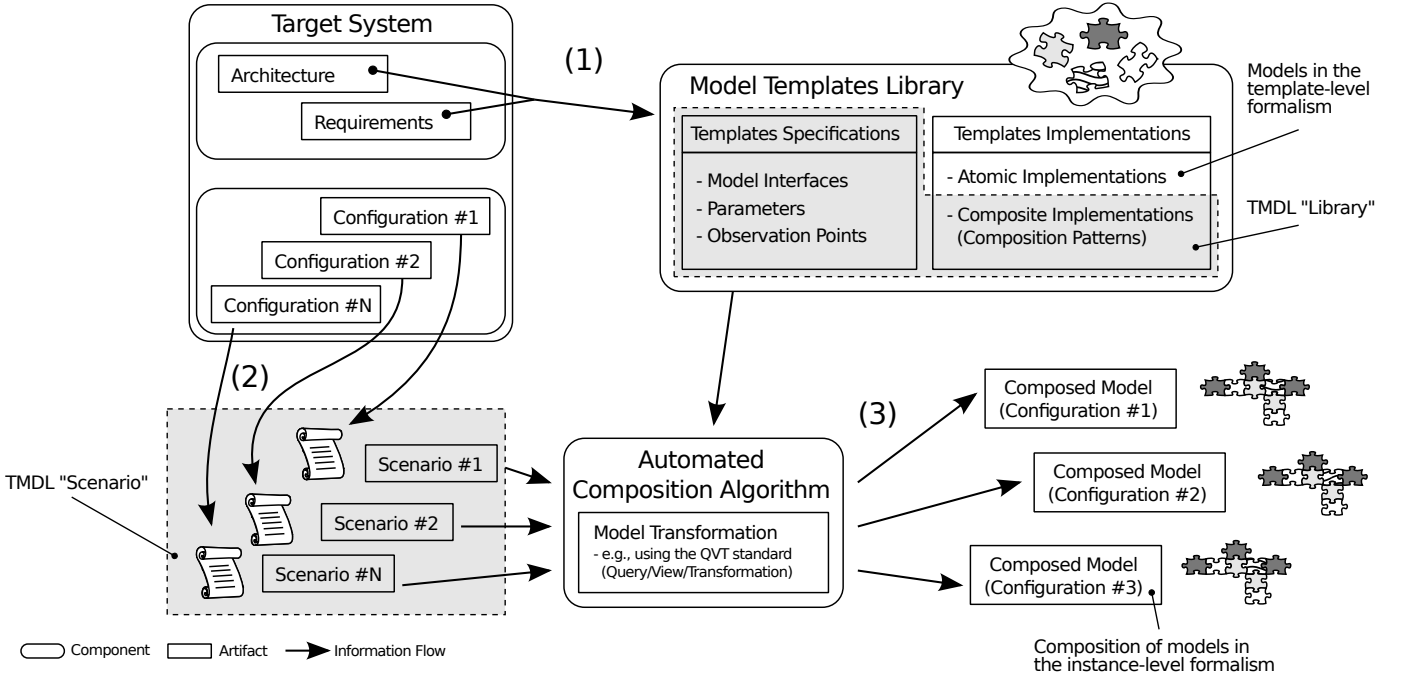 Target System
Architecture
Requirements
Configuration #1
Configuration #2
Configuration #N
(1)
Model Templates Library
Templates Specifications
- Model Interfaces
- Parameters
- Observation Points
Templates Implementations
- Atomic Implementations
- Composite Implementations
(Composition Patterns)
Models in the
template-level
formalism
TMDL "Library"
(2)
TMDL "Scenario"
Scenario #1
Scenario #2
Scenario #N
Automated
Composition Algorithm
Model Transformation
- e.g., using the QVT standard
(Query/View/Transformation)
(3)
Composed Model
(Configuration #1)
Composed Model
(Configuration #2)
Composed Model
(Configuration #3)
Composition of models in
the instance-level formalism
Component
Artifact
Information Flow